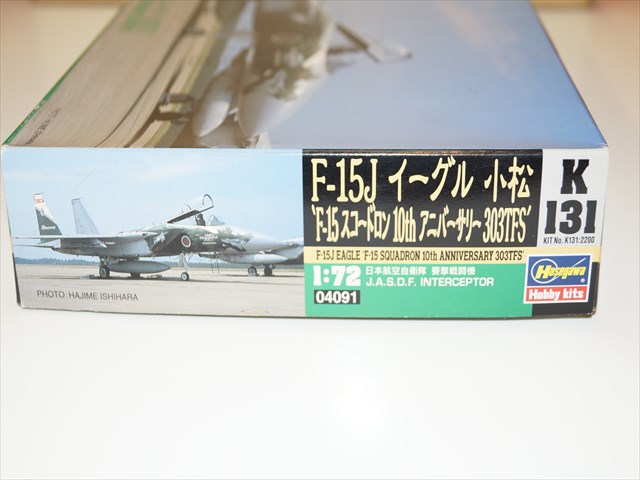 F-15J イーグル 小松
'F-15 スコードロン 10th アニバーサリー 303TFS'
F-15J EAGLE 'F-15 SQUADRON 10th ANNIVERSARY 303TFS'
1:72 日本航空自衛隊 要撃戦闘機
04091 J.A.S.D.F. INTERCEPTOR
K
131
KIT No. K131:2200
Hasegawa
Hobby kits
PHOTO: HAJIME ISHIHARA